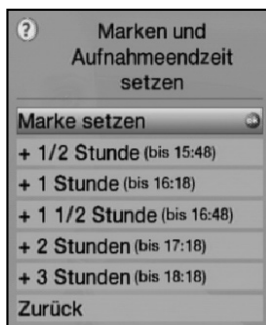 ?
Marken und
Aufnahmeendzeit
setzen
Marke setzen
+ 1/2 Stunde (bis 15:48)
+ 1 Stunde (bis 16:18)
+ 1 1/2 Stunde (bis 16:48)
+ 2 Stunden (bis 17:18)
+ 3 Stunden (bis 18:18)
Zurück